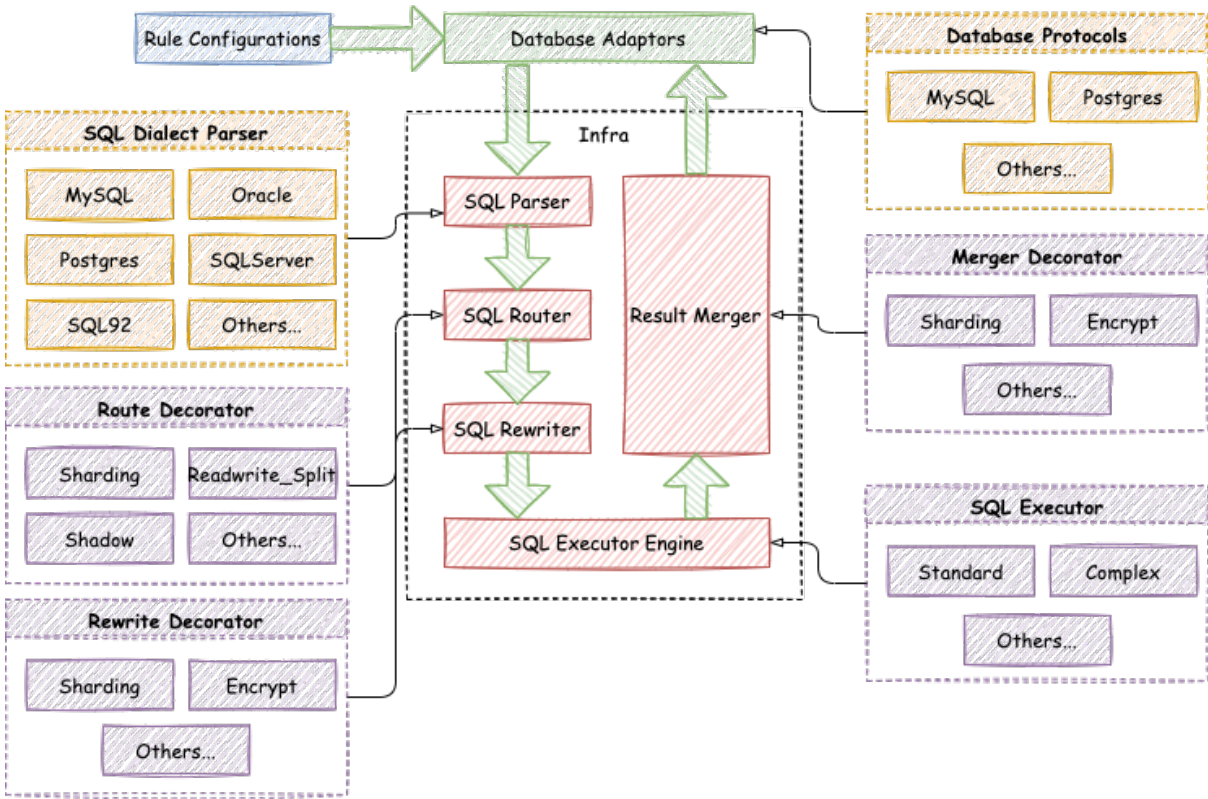 Rule Configurations
Database Adaptors
Database Protocols
MySQL
Postgres
Others...
SQL Dialect Parser
MySQL
Oracle
Postgres
SQLServer
SQL92
Others...
Infra
SQL Parser
SQL Router
SQL Rewriter
Result Merger
SQL Executor Engine
Merger Decorator
Sharding
Encrypt
Others...
Route Decorator
Sharding
Readwrite_Split
Shadow
Others...
SQL Executor
Standard
Complex
Others...
Rewrite Decorator
Sharding
Encrypt
Others...